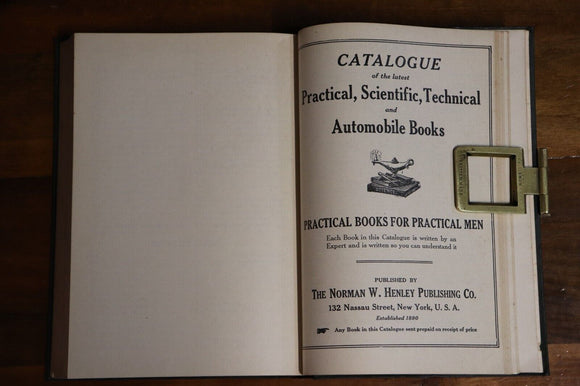 CATALOGUE
of the latest
Practical, Scientific, Technical
and
Automobile Books
PRACTICAL BOOKS FOR PRACTICAL MEN
Each Book in this Catalogue is written by an
Expert and is written so you can understand it
PUBLISHED BY
THE NORMAN W. HENLEY PUBLISHING CO.
132 Nassau Street, New York, U. S. A.
Established 1890
Any Book in this Catalogue sent prepaid on receipt of price